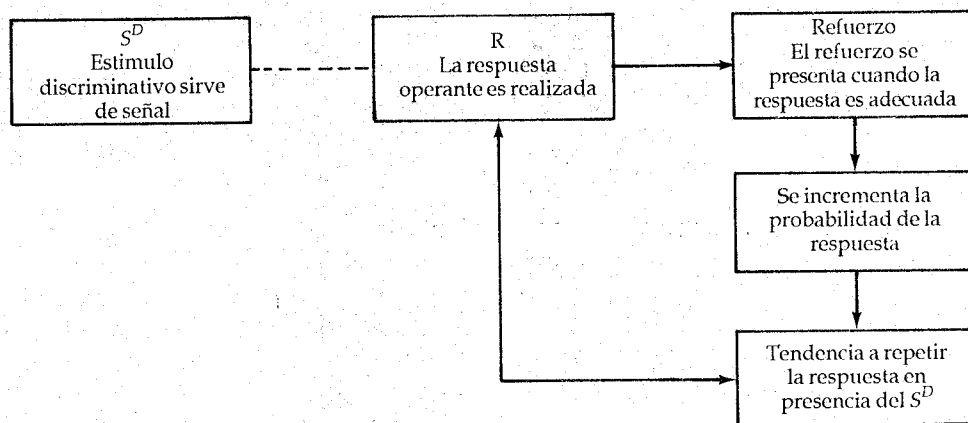 S^D
Estimulo
discriminativo sirve
de señal
R
La respuesta
operante es realizada
Refuerzo
El refuerzo se
presenta cuando la
respuesta es adecuada
Se incrementa la
probabilidad de la
respuesta
Tendencia a repetir
la respuesta en
presencia del S^D